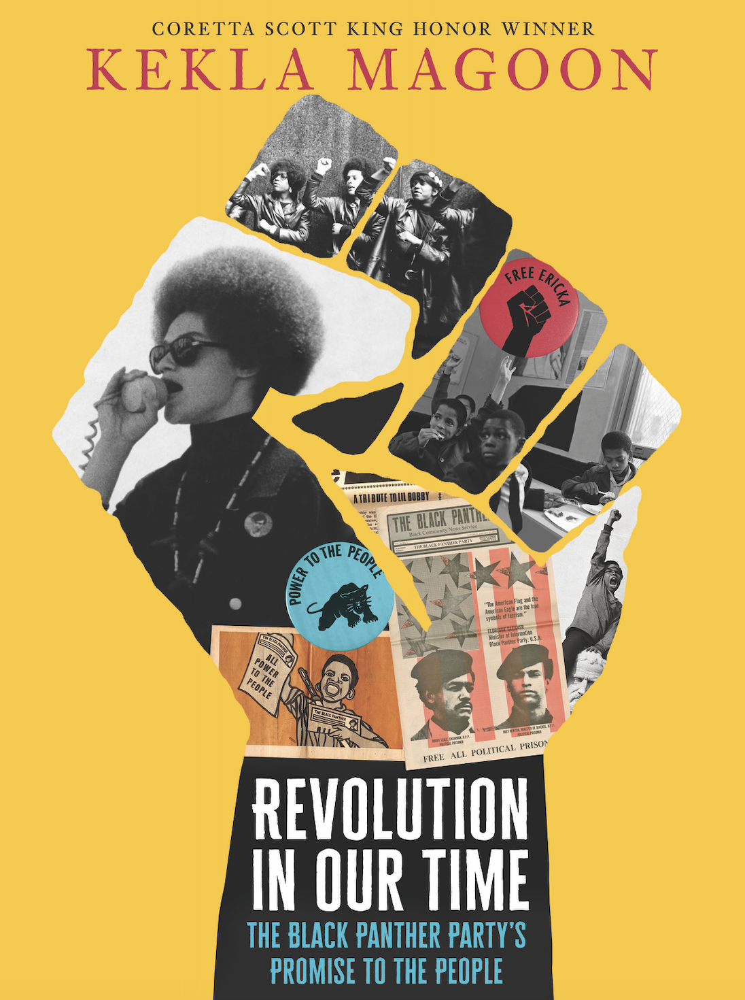 CORETTA SCOTT KING HONOR WINNER
KEKLA MAGOON
FREE ERICKA
A TRIBUTE TO LIL BOBBY
THE BLACK PANTHE
Black Community News Service
THE BLACK PANTHER PARTY
POWER TO THE PEOPLE
"The American Flag and the
American Eagle are the true
symbols of fascism."
ELDRIDGE CLEAVER
Minister of Information
Black Panther Party, U.S.A.
THE BLACK PANTHER
ALL
POWER
TO THE
PEOPLE
THE BLACK PANTHER
BOBBY SEALE, CHAIRMAN, B.P.P.
POLITICAL PRISONER
HUEY NEWTON, MINISTER OF DEFENSE, B.P.P.
POLITICAL PRISONER
FREE ALL POLITICAL PRISON
REVOLUTION
IN OUR TIME
THE BLACK PANTHER PARTY'S
PROMISE TO THE PEOPLE